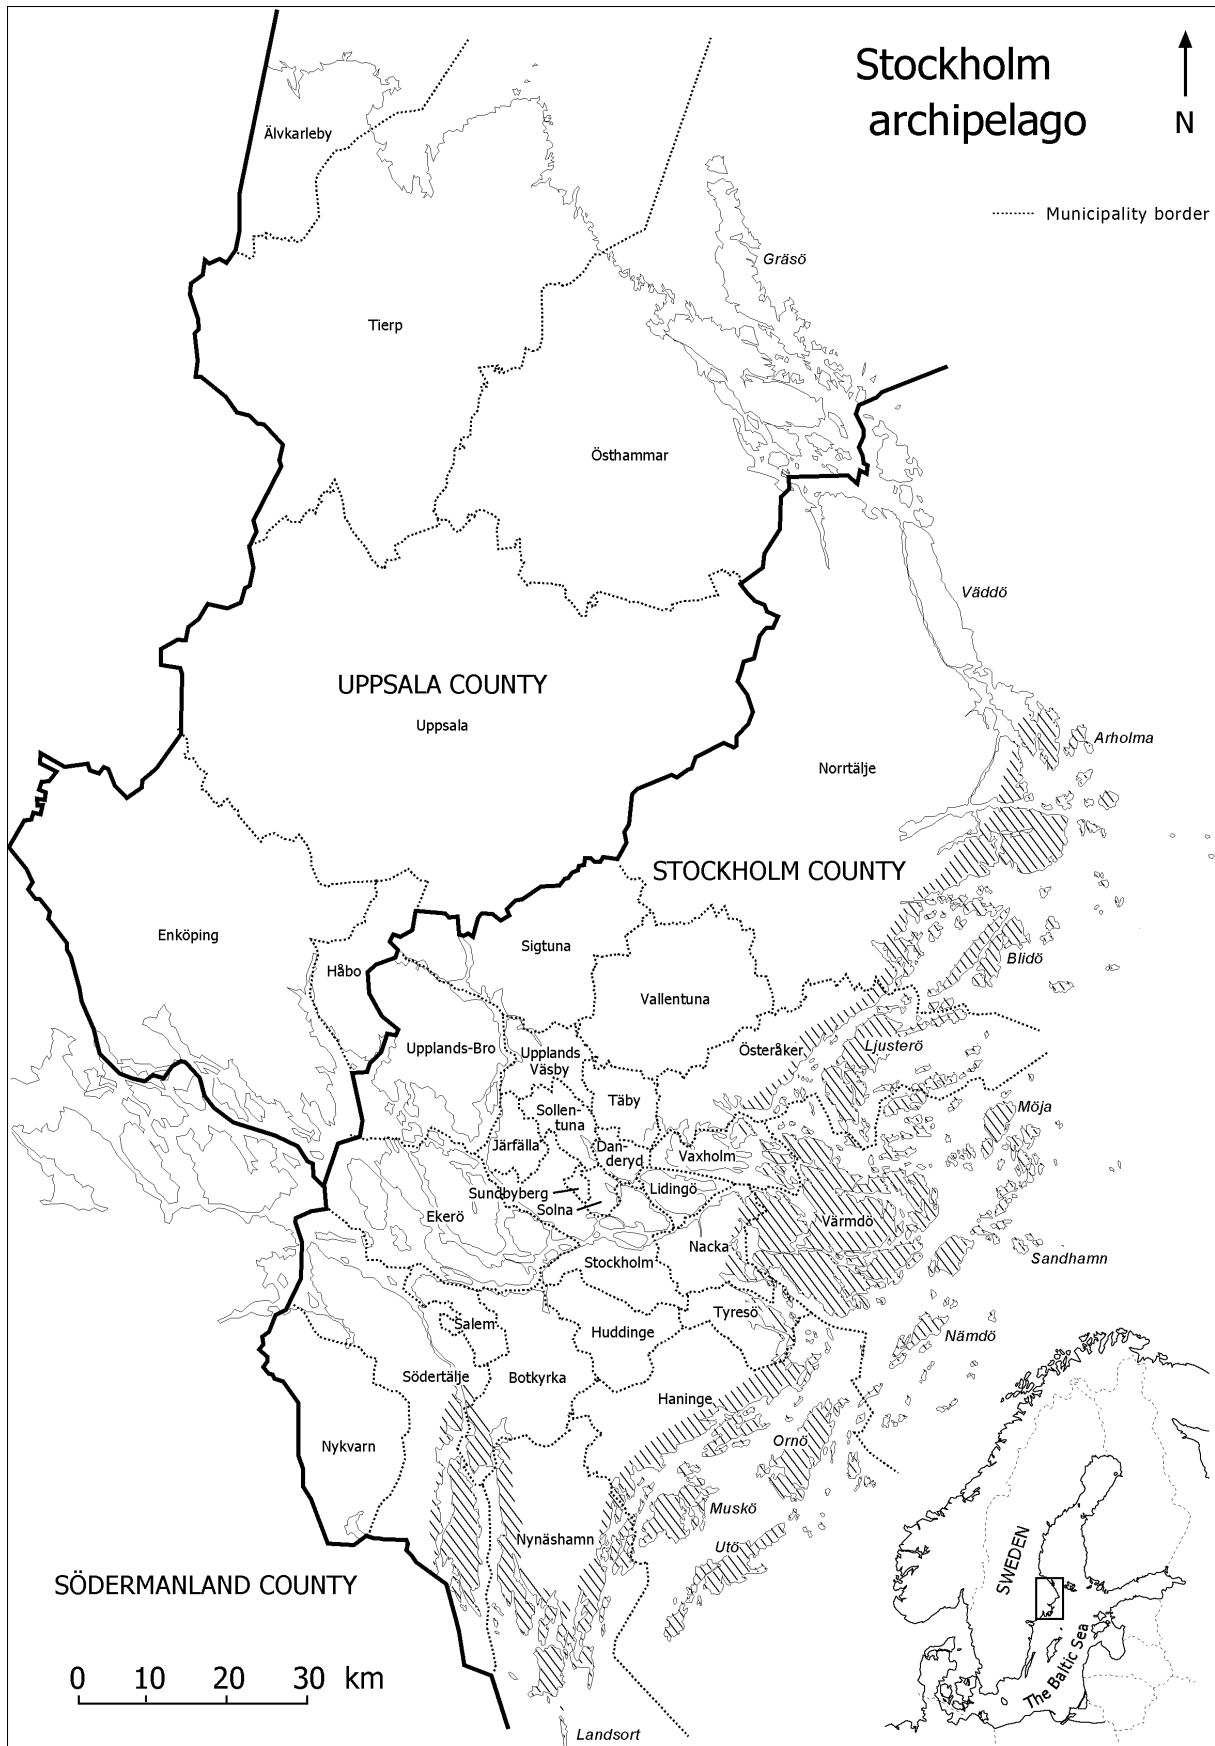 Stockholm
archipelago
N
Municipality border
Älvkarleby
Gräsö
Tierp
Östhammar
Väddö
UPPSALA COUNTY
Uppsala
Arholma
Norrtälje
STOCKHOLM COUNTY
Enköping
Sigtuna
Håbo
Blidö
Vallentuna
Upplands-Bro
Upplands
Väsby
Österåker
Ljusterö
Täby
Möja
Sollen-
tuna
Järfälla
Dan-
deryd
Vaxholm
Sundbyberg
Lidingö
Solna
Ekerö
Värmdö
Nacka
Stockholm
Sandhamn
Tyresö
Salem
Huddinge
Nämdö
Södertälje
Botkyrka
Haninge
Nykvarn
Ornö
Muskö
Nynäshamn
Utö
SÖDERMANLAND COUNTY
SWEDEN
The Baltic Sea
0 10 20 30 km
Landsort